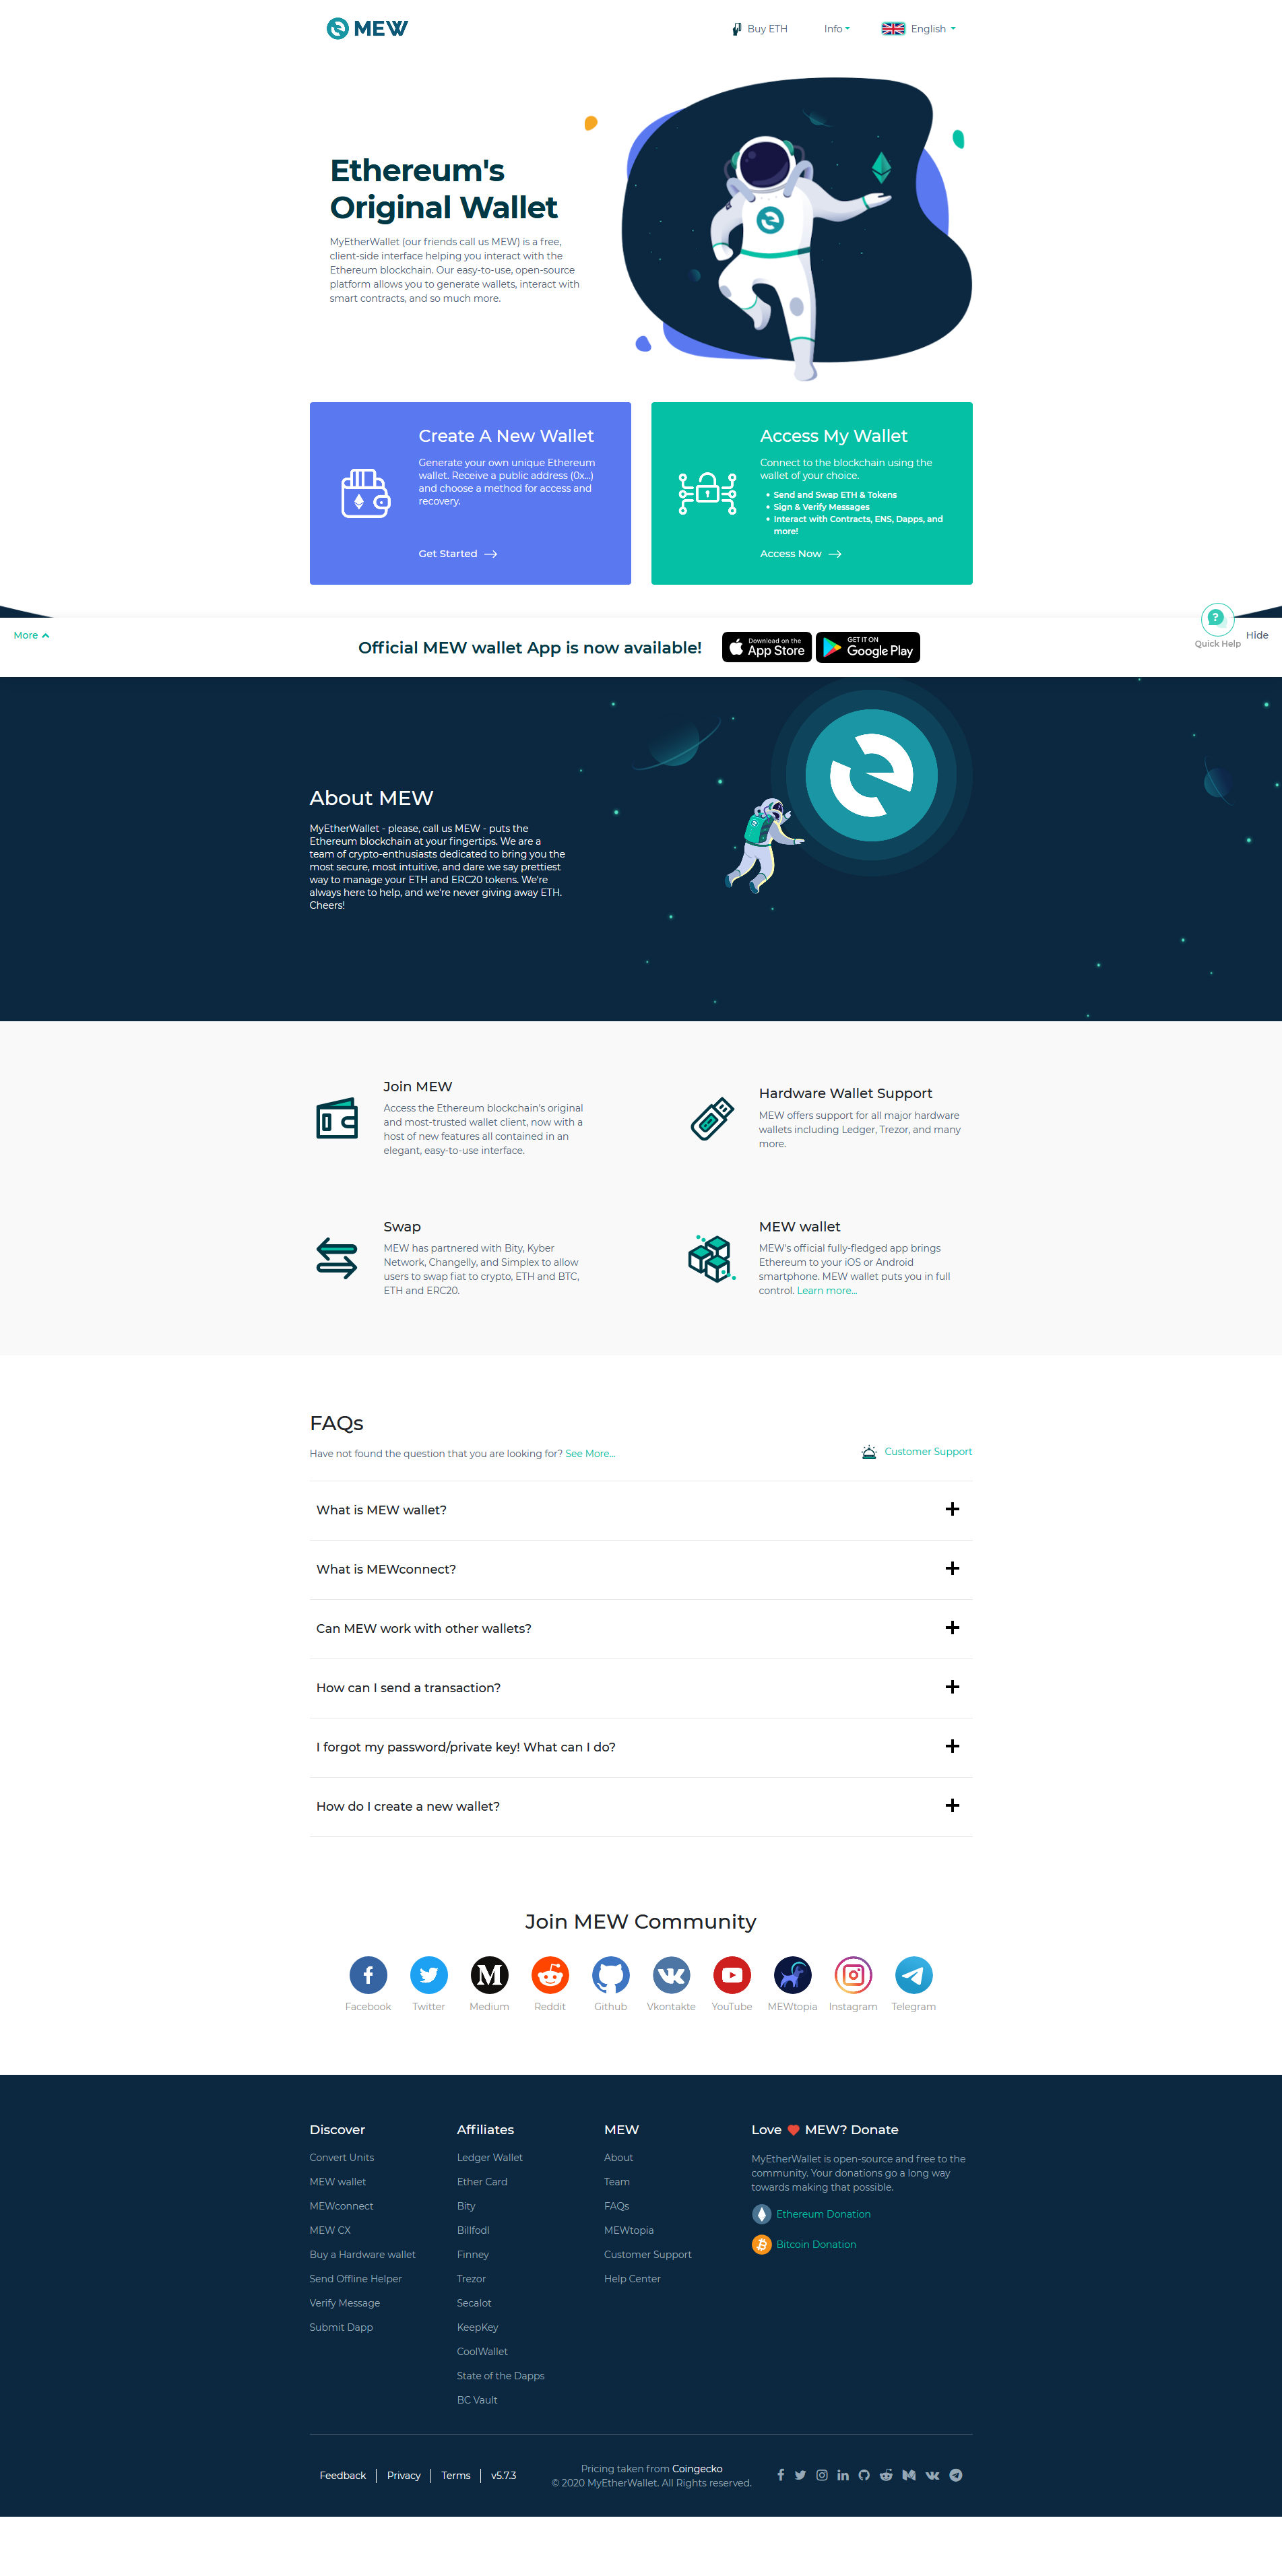 MEW
Buy ETH
Info
English
Ethereum's
Original Wallet
MyEtherWallet (our friends call us MEW) is a free,
client-side interface helping you interact with the
Ethereum blockchain. Our easy-to-use, open-source
platform allows you to generate wallets, interact with
smart contracts, and so much more.
Create A New Wallet
Generate your own unique Ethereum
wallet. Receive a public address (0x...)
and choose a method for access and
recovery.
Get Started
Access My Wallet
Connect to the blockchain using the
wallet of your choice.
Send and Swap ETH & Tokens
Sign & Verify Messages
Interact with Contracts, ENS, Dapps, and
more!
Access Now
More
Official MEW wallet App is now available!
Download on the
App Store
GET IT ON
Google Play
Quick Help
Hide
About MEW
MyEtherWallet - please, call us MEW - puts the
Ethereum blockchain at your fingertips. We are a
team of crypto-enthusiasts dedicated to bring you the
most secure, most intuitive, and dare we say prettiest
way to manage your ETH and ERC20 tokens. We're
always here to help, and we're never giving away ETH.
Cheers!
Join MEW
Access the Ethereum blockchain's original
and most-trusted wallet client, now with a
host of new features all contained in an
elegant, easy-to-use interface.
Hardware Wallet Support
MEW offers support for all major hardware
wallets including Ledger, Trezor, and many
more.
Swap
MEW has partnered with Bity, Kyber
Network, Changelly, and Simplex to allow
users to swap fiat to crypto, ETH and BTC,
ETH and ERC20.
MEW wallet
MEW's official fully-fledged app brings
Ethereum to your iOS or Android
smartphone. MEW wallet puts you in full
control. Learn more...
FAQs
Have not found the question that you are looking for? See More...
Customer Support
What is MEW wallet?
What is MEWconnect?
Can MEW work with other wallets?
How can I send a transaction?
I forgot my password/private key! What can I do?
How do I create a new wallet?
Join MEW Community
Facebook
Twitter
Medium
Reddit
Github
Vkontakte
YouTube
MEWtopia
Instagram
Telegram
Discover
Convert Units
MEW wallet
MEWconnect
MEW CX
Buy a Hardware wallet
Send Offline Helper
Verify Message
Submit Dapp
Affiliates
Ledger Wallet
Ether Card
Bity
Billfodl
Finney
Trezor
Secalot
KeepKey
CoolWallet
State of the Dapps
BC Vault
MEW
About
Team
FAQs
MEWtopia
Customer Support
Help Center
Love MEW? Donate
MyEtherWallet is open-source and free to the
community. Your donations go a long way
towards making that possible.
Ethereum Donation
Bitcoin Donation
Feedback
Privacy
Terms
v5.7.3
Pricing taken from Coingecko
© 2020 MyEtherWallet. All Rights reserved.